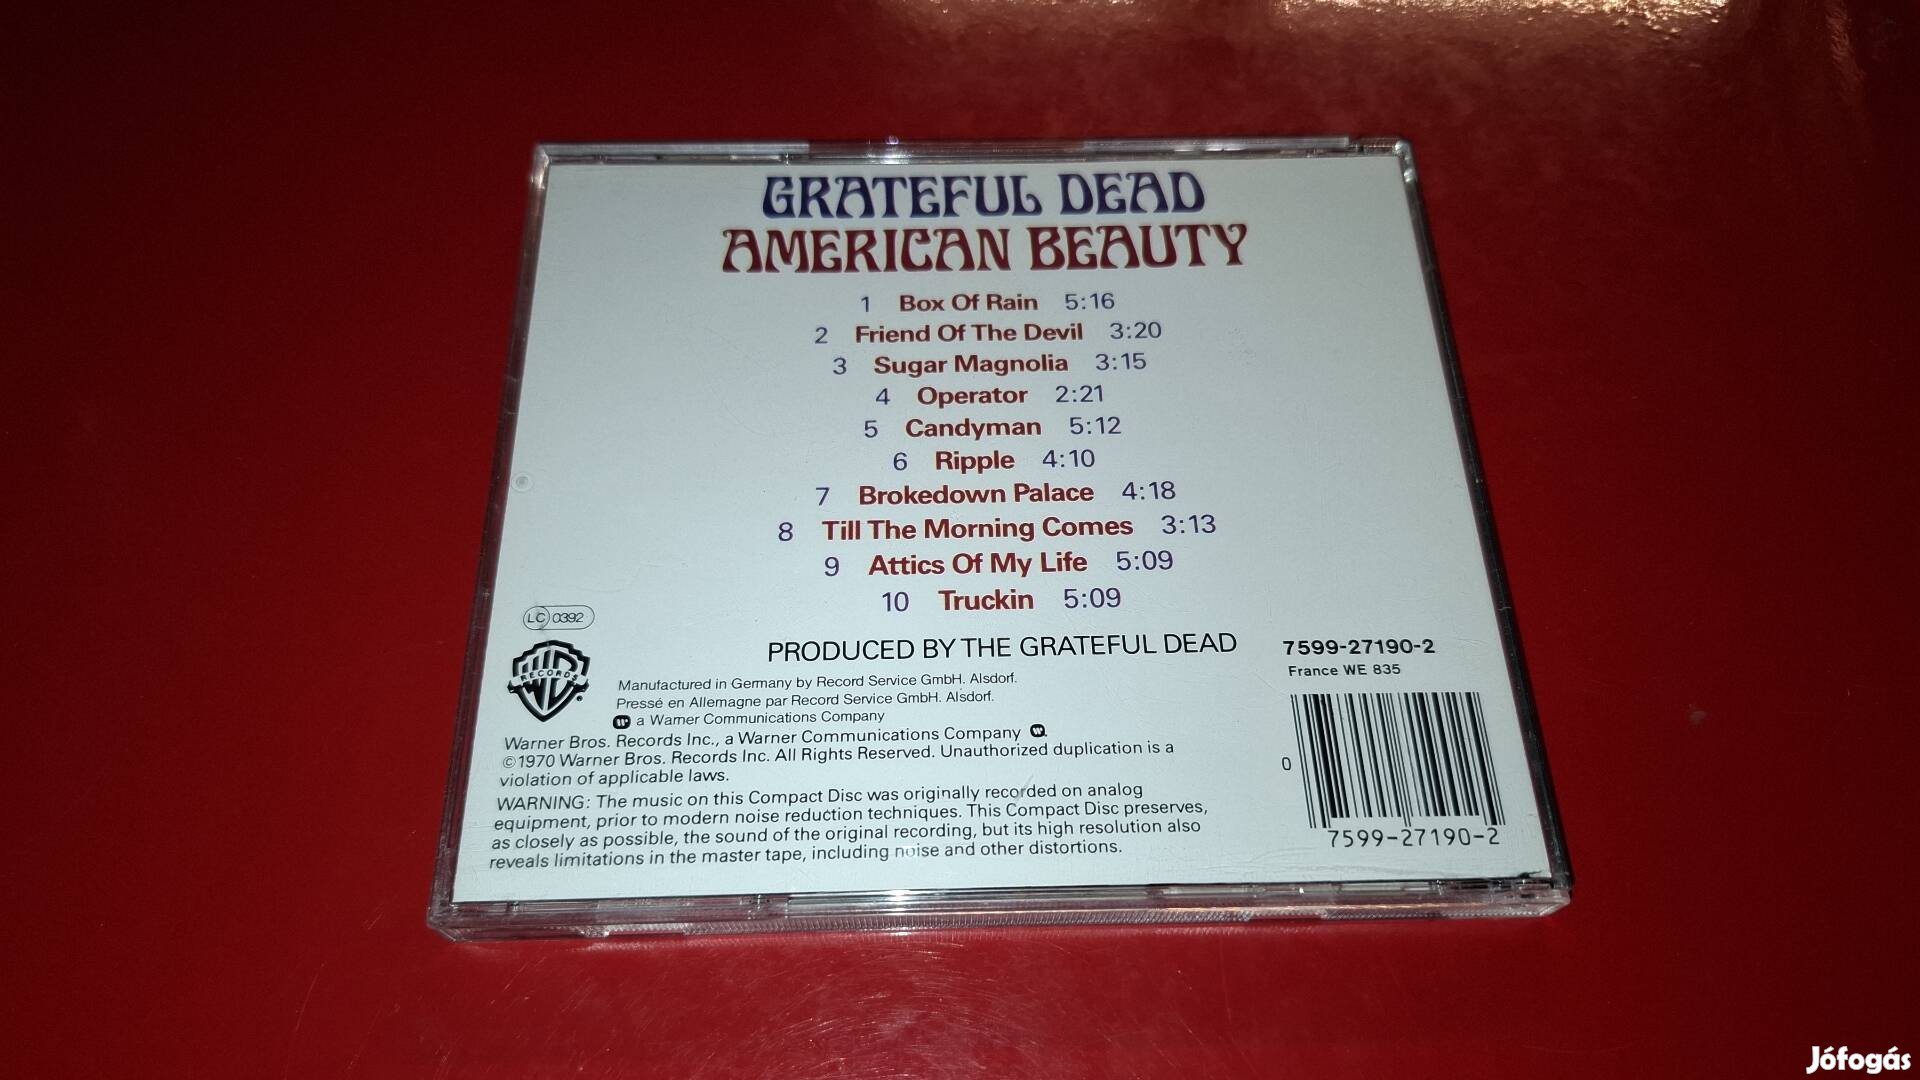 GRATEFUL DEAD
AMERICAN BEAUTY
1 Box Of Rain 5:16
2 Friend Of The Devil 3:20
3 Sugar Magnolia 3:15
4 Operator 2:21
5 Candyman 5:12
6 Ripple 4:10
7 Brokedown Palace 4:18
8 Till The Morning Comes 3:13
9 Attics Of My Life 5:09
10 Truckin 5:09
LC 0392
PRODUCED BY THE GRATEFUL DEAD
7599-27190-2
France WE 835
WB RECORDS
Manufactured in Germany by Record Service GmbH. Alsdorf.
Pressé en Allemagne par Record Service GmbH. Alsdorf.
a Warner Communications Company
Warner Bros. Records Inc., a Warner Communications Company
©1970 Warner Bros. Records Inc. All Rights Reserved. Unauthorized duplication is a
violation of applicable laws.
WARNING: The music on this Compact Disc was originally recorded on analog
equipment, prior to modern noise reduction techniques. This Compact Disc preserves,
as closely as possible, the sound of the original recording, but its high resolution also
reveals limitations in the master tape, including noise and other distortions.
0
7599-27190-2
Jófogás